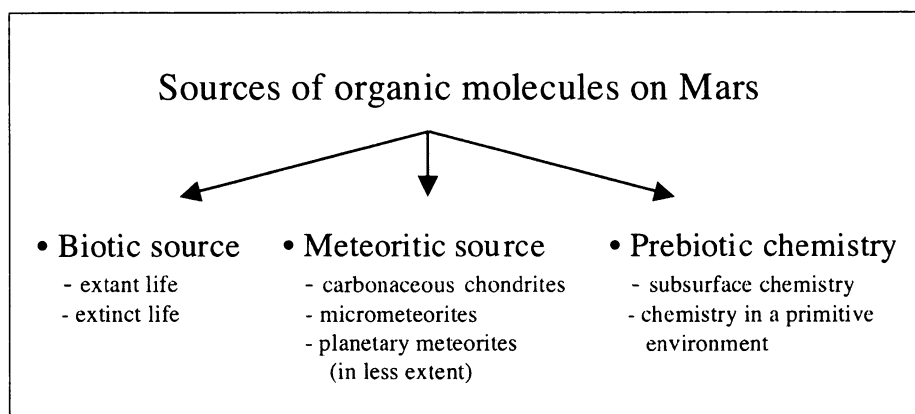 Sources of organic molecules on Mars
• Biotic source
- extant life
- extinct life
• Meteoritic source
- carbonaceous chondrites
- micrometeorites
- planetary meteorites
(in less extent)
• Prebiotic chemistry
- subsurface chemistry
- chemistry in a primitive
environment